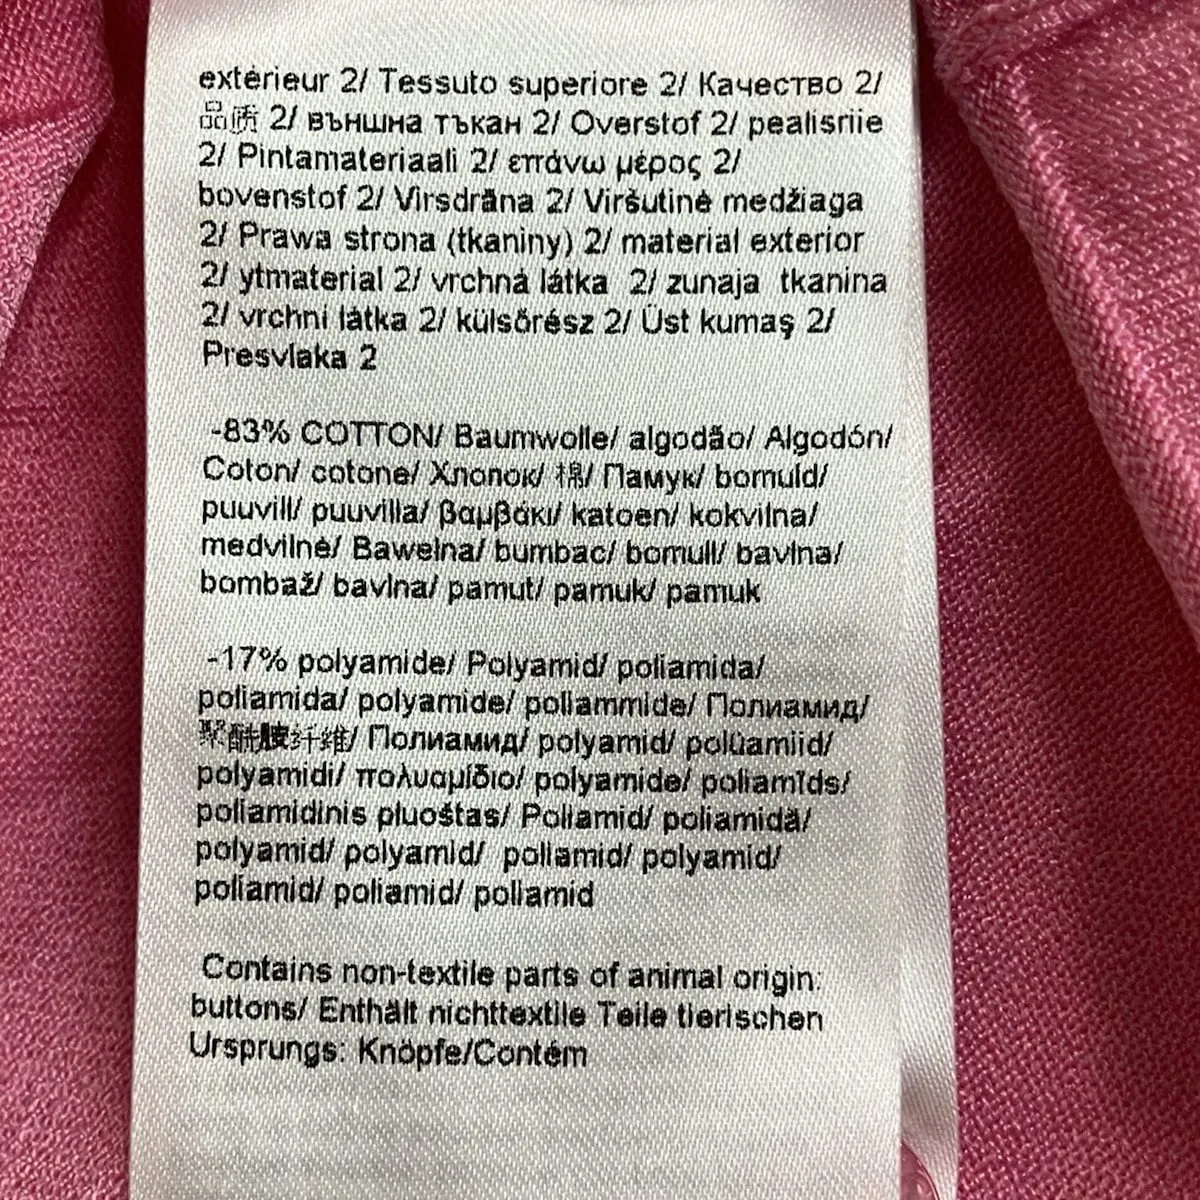 extérieur 2/ Tessuto superiore 2/ Качество 2/
品质 2/ външна тъкан 2/ Overstof 2/ pealisriie
2/ Pintamateriaali 2/ επάνω μέρος 2/
bovenstof 2/ Virsdrāna 2/ Viršutinė medžiaga
2/ Prawa strona (tkaniny) 2/ material exterior
2/ ytmaterial 2/ vrchná látka 2/ zunaja tkanina
2/ vrchni látka 2/ külsőrész 2/ Üst kumaş 2/
Presvlaka 2
-83% COTTON/ Baumwolle/ algodão/ Algodón/
Coton/ cotone/ Хлопок/ 棉/ Памук/ bomuld/
puuvill/ puuvilla/ βαμβάκι/ katoen/ kokvilna/
medvilnė/ Bawełna/ bumbac/ bomull/ bavlna/
bombaž/ bavlna/ pamut/ pamuk/ pamuk
-17% polyamide/ Polyamid/ poliamida/
poliamida/ polyamide/ poliammide/ Полиамид/
聚酰胺纤维/ Полиамид/ polyamid/ polüamiid/
polyamidi/ πολυαμίδιο/ polyamide/ poliamīds/
poliamidinis pluoštas/ Poliamid/ poliamidă/
polyamid/ polyamid/ poliamid/ polyamid/
poliamid/ poliamid/ poliamid
Contains non-textile parts of animal origin:
buttons/ Enthält nichttextile Teile tierischen
Ursprungs: Knöpfe/Contém